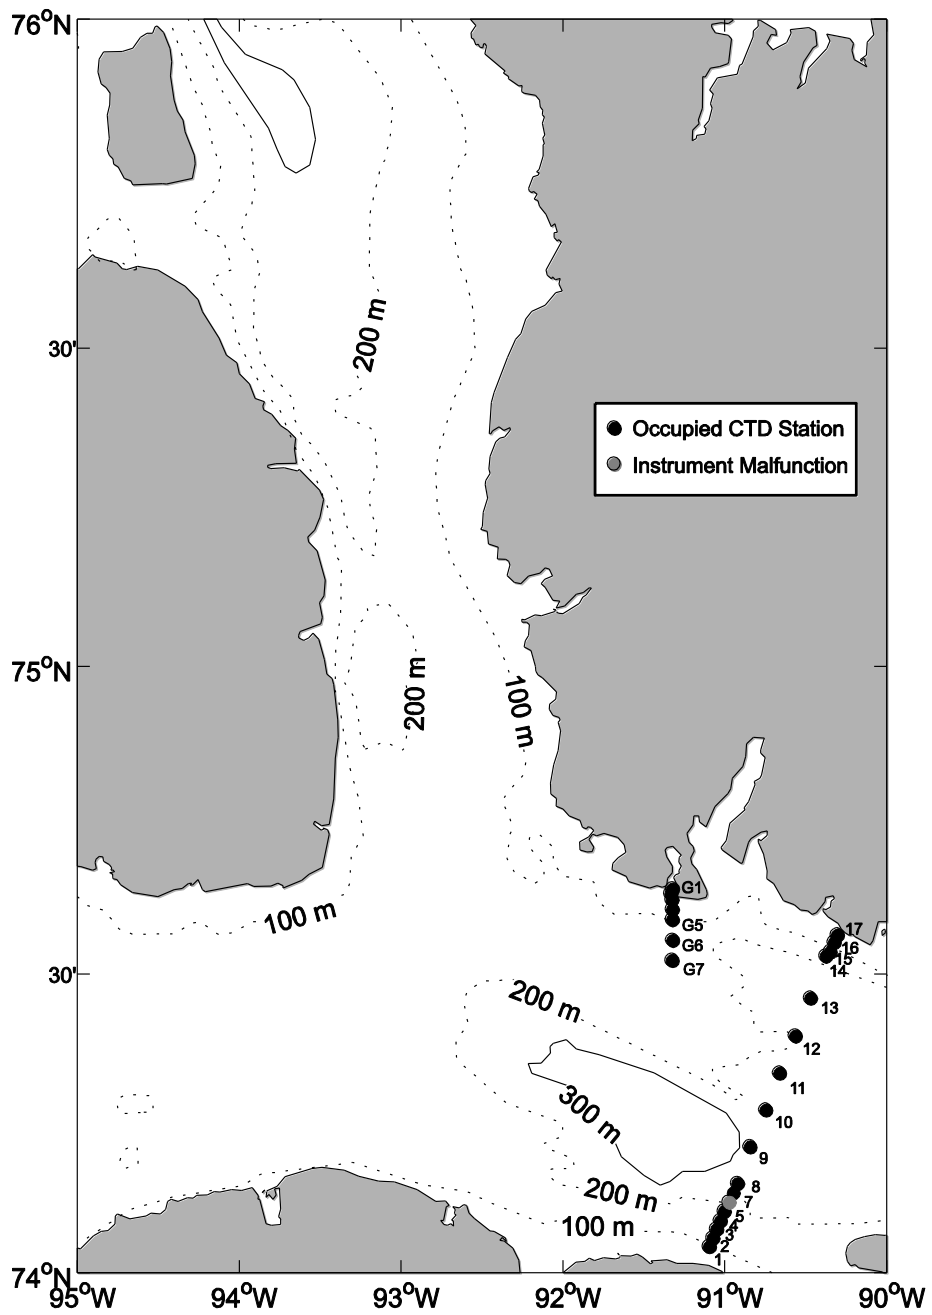 76°N
200 m
30'
Occupied CTD Station
Instrument Malfunction
75°N
200 m
100 m
G1
100 m
G5
17
G6
16
15
G7
14
30'
200 m
13
12
11
300 m
10
9
8
200 m
7
5
100 m
4
3
2
1
74°N
95°W 94°W 93°W 92°W 91°W 90°W